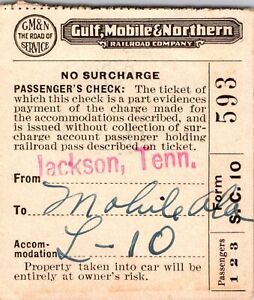 GM&N
THE ROAD OF
SERVICE
Gulf, Mobile & Northern
RAILROAD COMPANY
NO SURCHARGE
PASSENGER'S CHECK: The ticket of
which this check is a part evidences
payment of the charge made for
the accommodations described, and
is issued without collection of sur-
charge account passenger holding
railroad pass described on ticket.
Jackson, Tenn.
From
To Mobile Ala
Accom-
modation L-10
Property taken into car will be
entirely at owner's risk.
593
Form
S. C. 10
Passengers
1 2 3